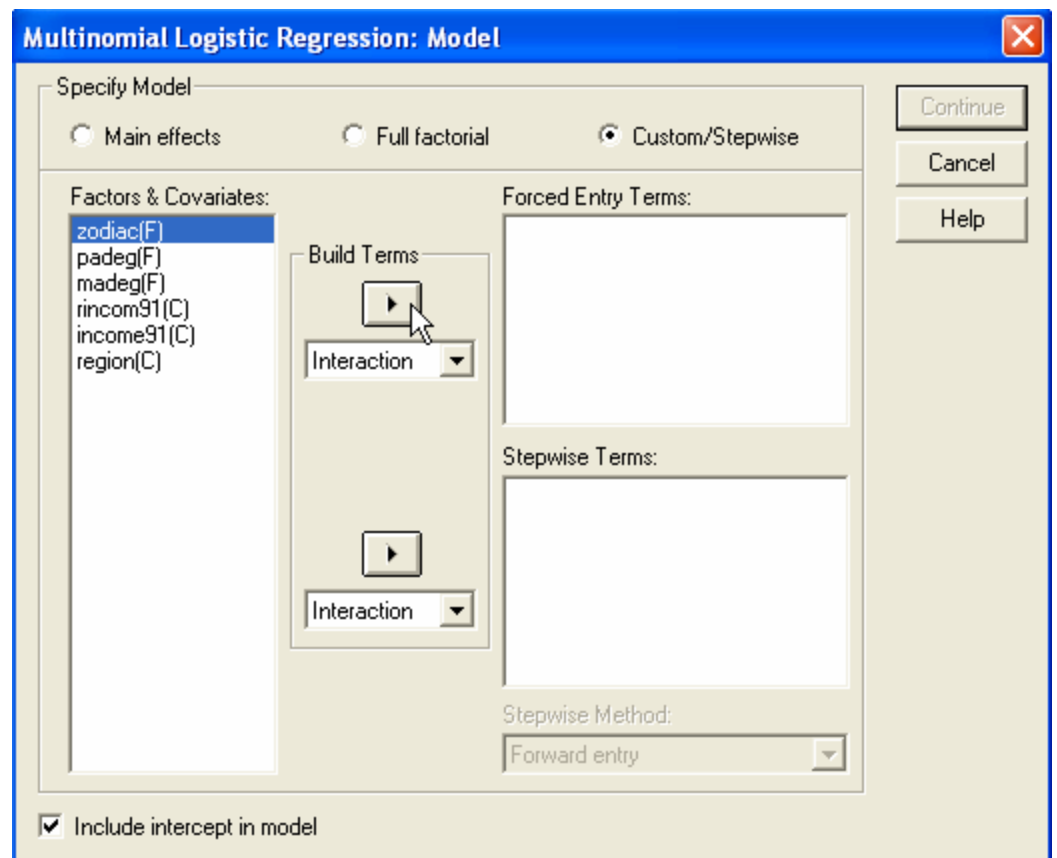 Multinomial Logistic Regression: Model
Specify Model
Main effects
Full factorial
Custom/Stepwise
Continue
Cancel
Help
Factors & Covariates:
zodiac(F)
padeg(F)
madeg(F)
rincom91(C)
income91(C)
region(C)
Build Terms
Interaction
Interaction
Forced Entry Terms:
Stepwise Terms:
Stepwise Method:
Forward entry
Include intercept in model